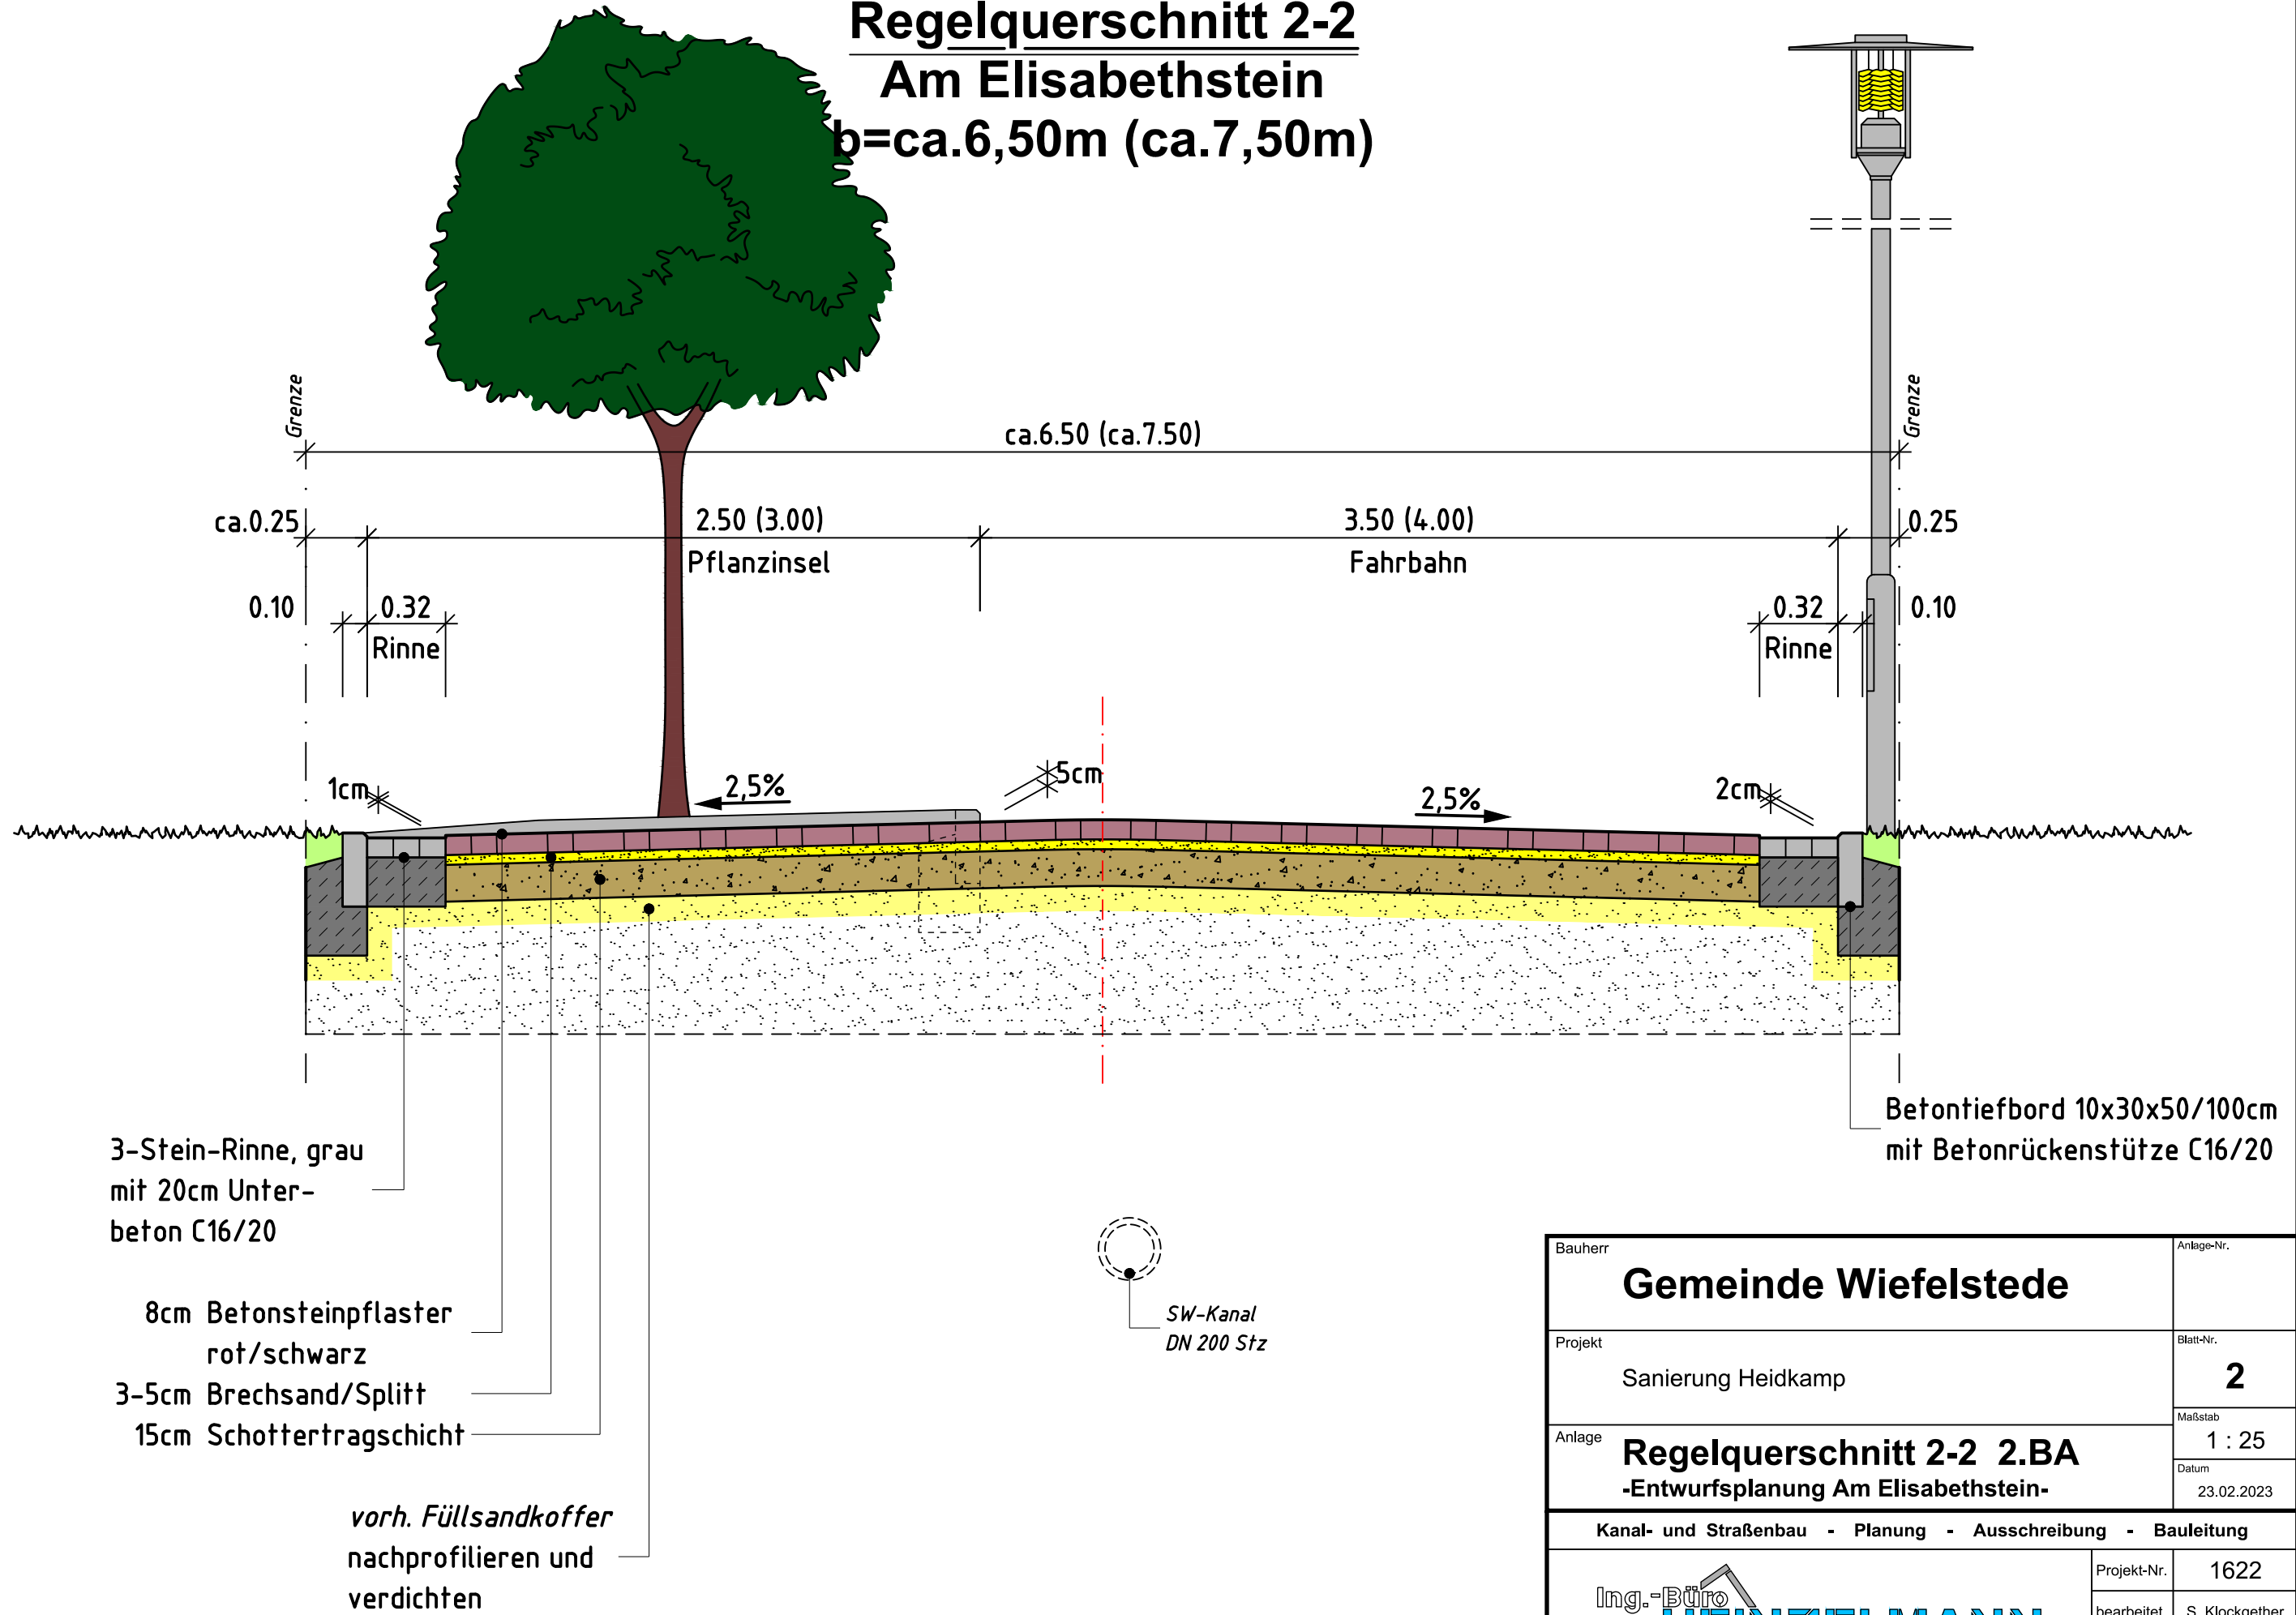 Regelquerschnitt 2-2
Am Elisabethstein
b=ca.6,50m (ca.7,50m)
Grenze
Grenze
ca.6.50 (ca.7.50)
ca.0.25
2.50 (3.00)
3.50 (4.00)
0.25
Pflanzinsel
Fahrbahn
0.10
0.32
0.32
0.10
Rinne
Rinne
1cm
2,5%
5cm
2,5%
2cm
3-Stein-Rinne, grau
mit 20cm Unter-
beton C16/20
8cm Betonsteinpflaster
rot/schwarz
3-5cm Brechsand/Splitt
15cm Schottertragschicht
vorh. Füllsandkoffer
nachprofilieren und
verdichten
SW-Kanal
DN 200 Stz
Betontiefbord 10x30x50/100cm
mit Betonrückenstütze C16/20
Bauherr
Gemeinde Wiefelstede
Anlage-Nr.
Projekt
Sanierung Heidkamp
Blatt-Nr.
2
Maßstab
1 : 25
Anlage
Regelquerschnitt 2-2 2.BA
-Entwurfsplanung Am Elisabethstein-
Datum
23.02.2023
Kanal- und Straßenbau - Planung - Ausschreibung - Bauleitung
Ing.-Büro
HEINZELMANN
Projekt-Nr.
1622
bearbeitet
S. Klockgether